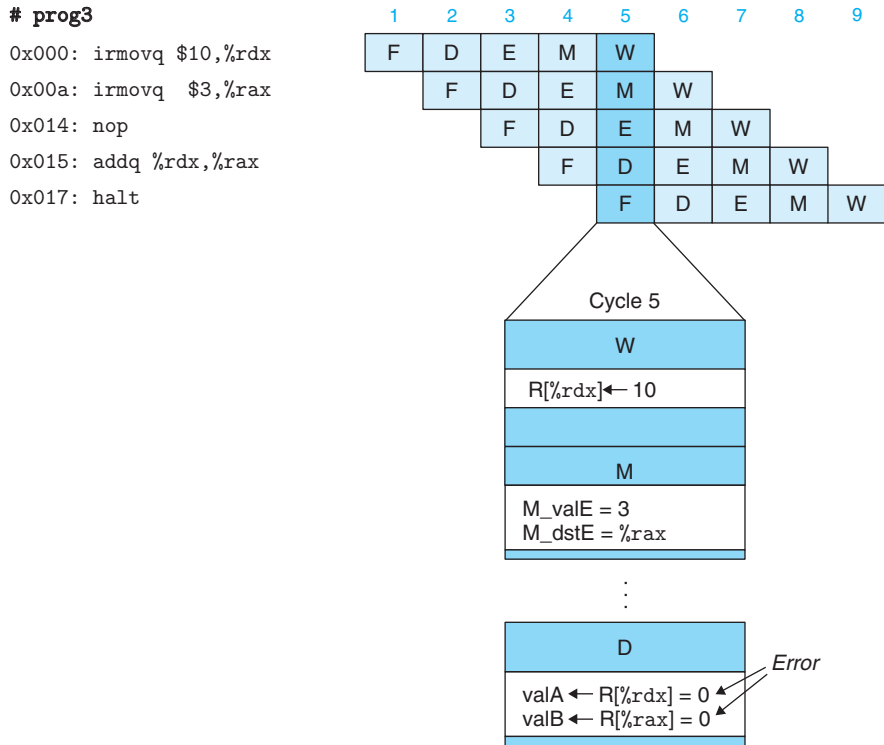 # prog3
1 2 3 4 5 6 7 8 9
0x000: irmovq $10,%rdx F D E M W
0x00a: irmovq  $3,%rax F D E M W
0x014: nop F D E M W
0x015: addq %rdx,%rax F D E M W
0x017: halt F D E M W
Cycle 5
W
R[%rdx] ← 10
M
M_valE = 3
M_dstE = %rax
⋮
D
Error
valA ← R[%rdx] = 0
valB ← R[%rax] = 0